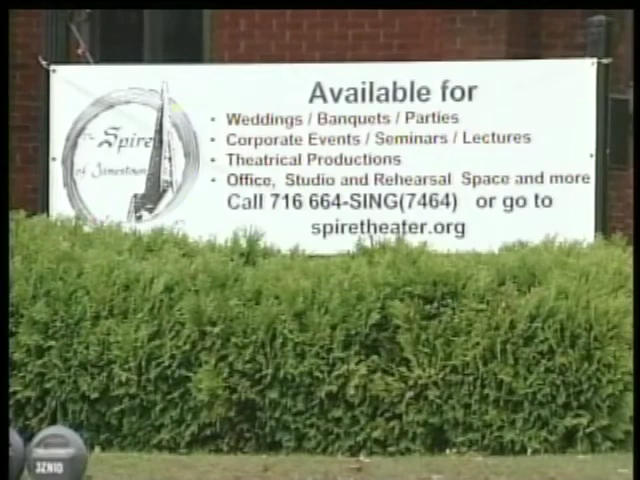 The Spire
of Jamestown
Available for
• Weddings / Banquets / Parties
• Corporate Events / Seminars / Lectures
• Theatrical Productions
• Office, Studio and Rehearsal Space and more
Call 716 664-SING(7464) or go to
spiretheater.org